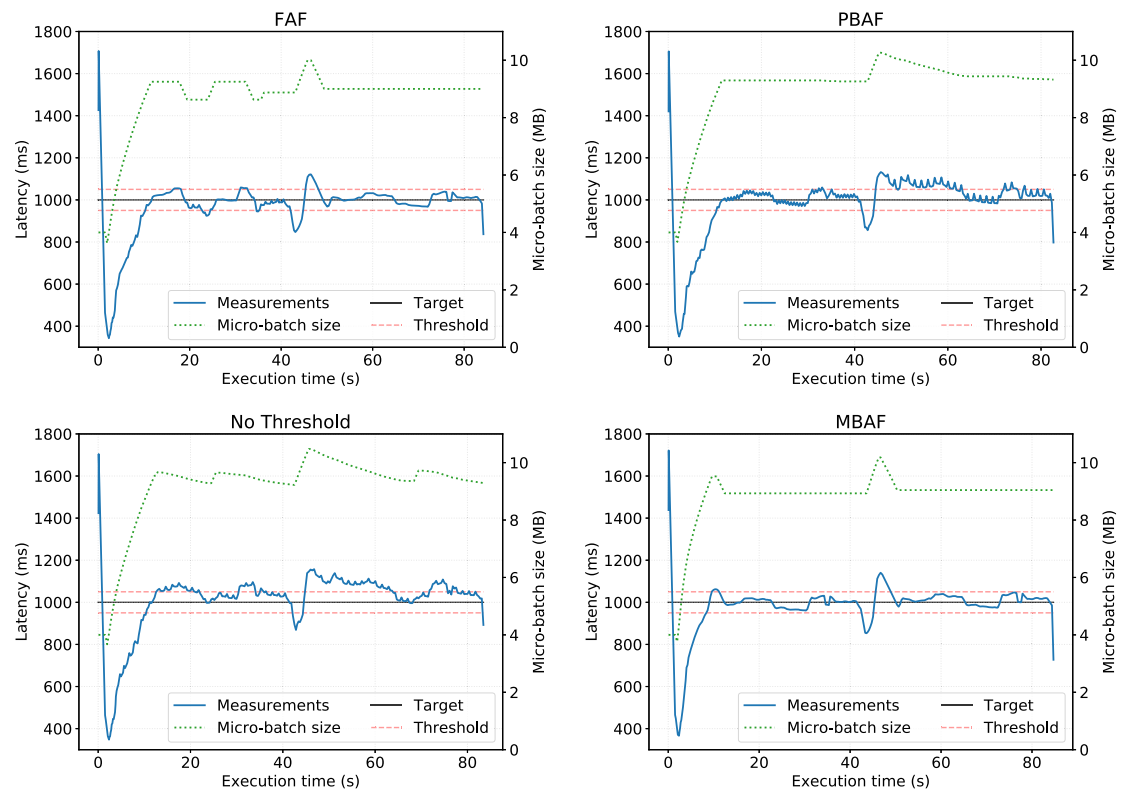 FAF
1800
1600
1400
1200
1000
800
600
400
Latency (ms)
10
8
6
4
2
0
Micro-batch size (MB)
0 20 40 60 80
Execution time (s)
Measurements Target
Micro-batch size Threshold
PBAF
1800
1600
1400
1200
1000
800
600
400
Latency (ms)
10
8
6
4
2
0
Micro-batch size (MB)
0 20 40 60 80
Execution time (s)
Measurements Target
Micro-batch size Threshold
No Threshold
1800
1600
1400
1200
1000
800
600
400
Latency (ms)
10
8
6
4
2
0
Micro-batch size (MB)
0 20 40 60 80
Execution time (s)
Measurements Target
Micro-batch size Threshold
MBAF
1800
1600
1400
1200
1000
800
600
400
Latency (ms)
10
8
6
4
2
0
Micro-batch size (MB)
0 20 40 60 80
Execution time (s)
Measurements Target
Micro-batch size Threshold